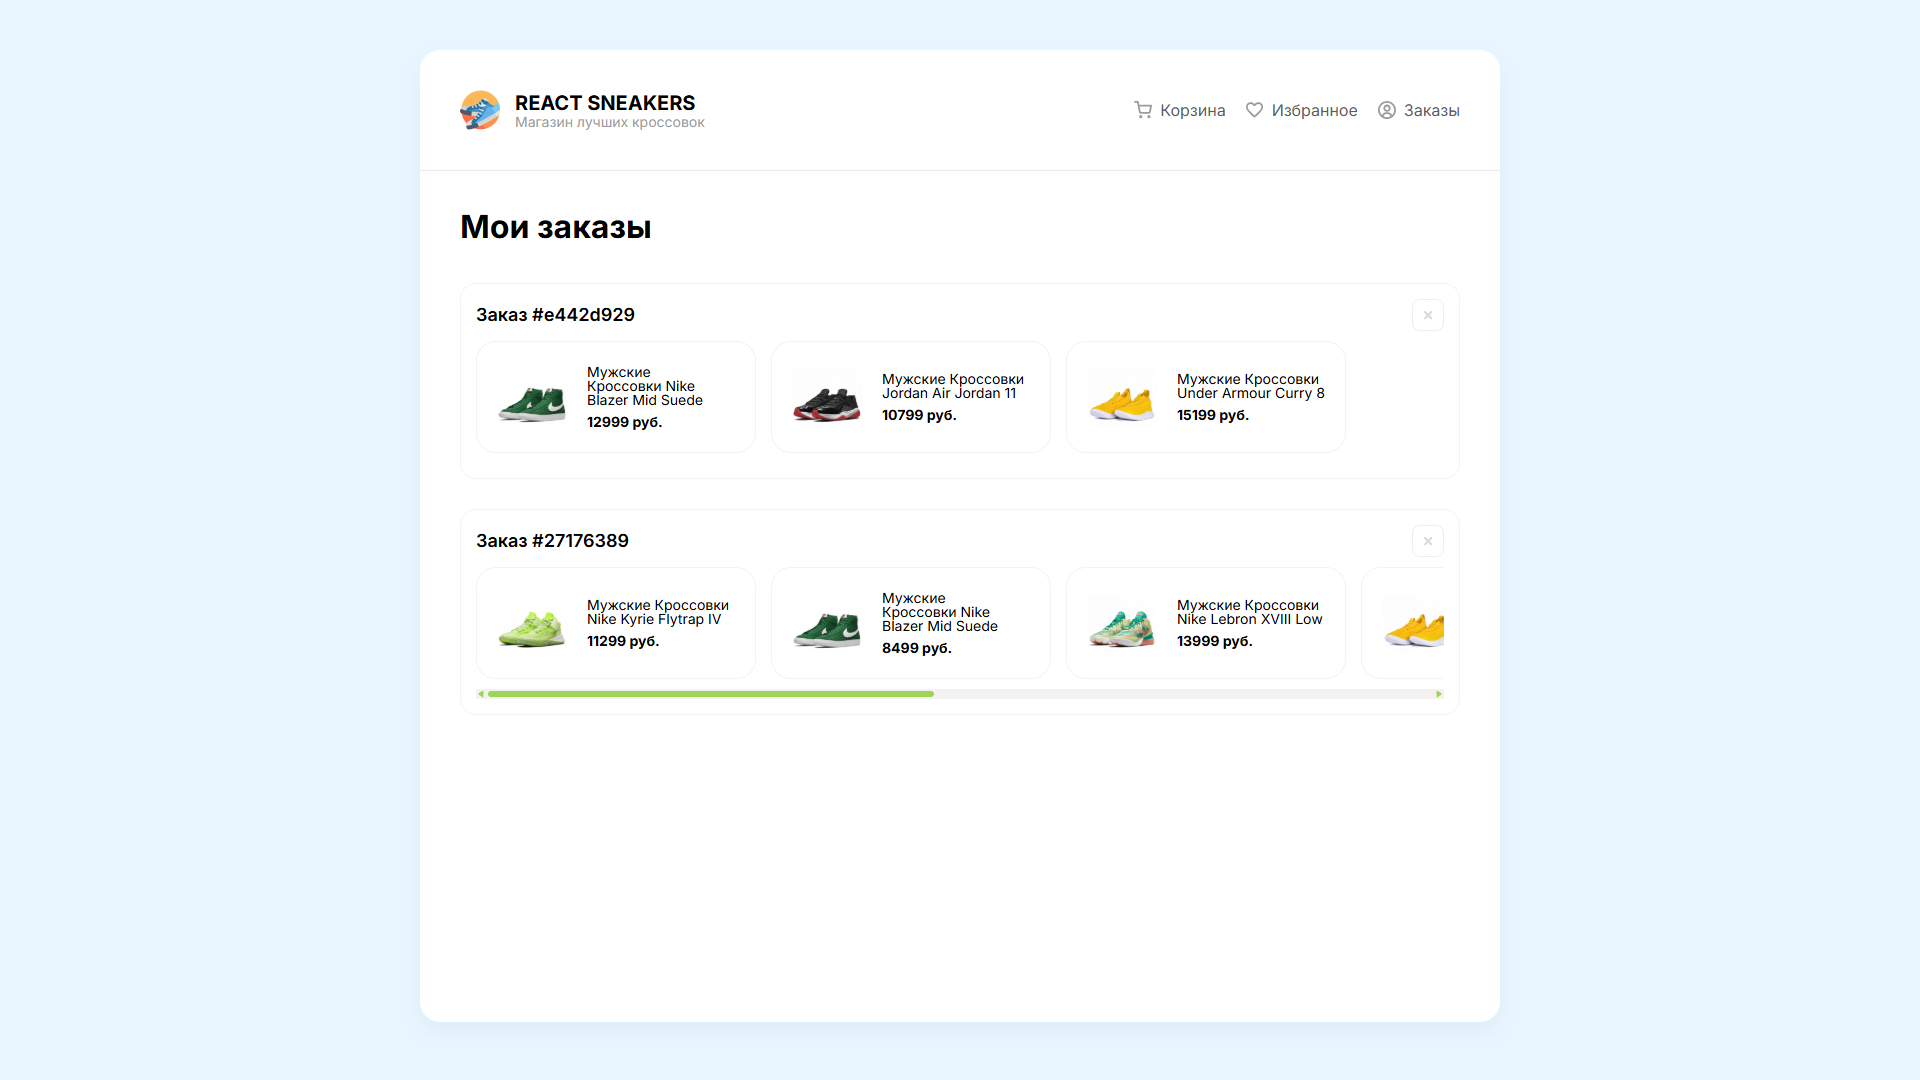 REACT SNEAKERS
Магазин лучших кроссовок
Корзина
Избранное
Заказы
Мои заказы
Заказ #e442d929
Мужские
Кроссовки Nike
Blazer Mid Suede
12999 руб.
Мужские Кроссовки
Jordan Air Jordan 11
10799 руб.
Мужские Кроссовки
Under Armour Curry 8
15199 руб.
Заказ #27176389
Мужские Кроссовки
Nike Kyrie Flytrap IV
11299 руб.
Мужские
Кроссовки Nike
Blazer Mid Suede
8499 руб.
Мужские Кроссовки
Nike Lebron XVIII Low
13999 руб.